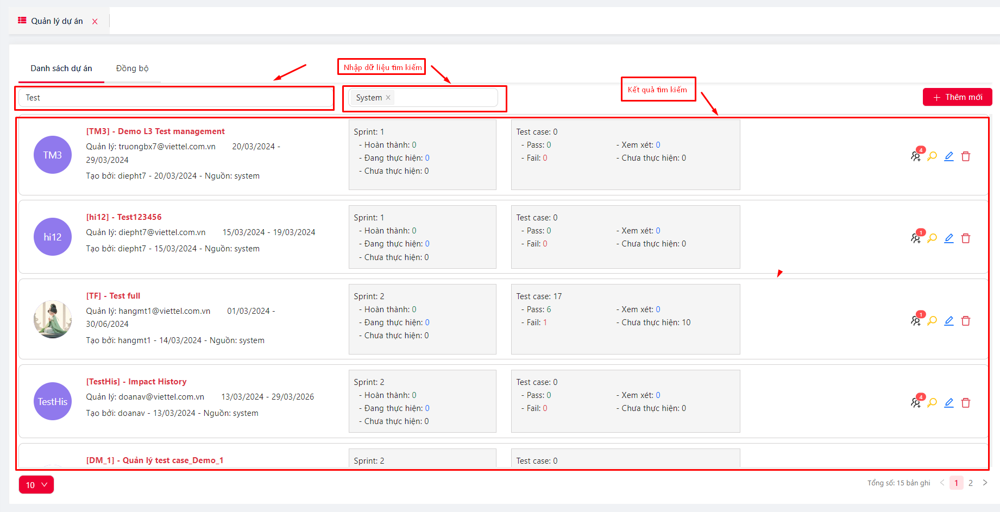 Quản lý dự án
Danh sách dự án
Đồng bộ
Nhập dữ liệu tìm kiếm
Kết quả tìm kiếm
Test
System
Thêm mới
TM3
[TM3] - Demo L3 Test management
Quản lý: truongbx7@viettel.com.vn 20/03/2024 -
29/03/2024
Tạo bởi: diepht7 - 20/03/2024 - Nguồn: system
Sprint: 1
- Hoàn thành: 0
- Đang thực hiện: 0
- Chưa thực hiện: 0
Test case: 0
- Pass: 0 - Xem xét: 0
- Fail: 0 - Chưa thực hiện: 0
4
hi12
[hi12] - Test123456
Quản lý: diepht7@viettel.com.vn 15/03/2024 - 19/03/2024
Tạo bởi: diepht7 - 15/03/2024 - Nguồn: system
Sprint: 1
- Hoàn thành: 0
- Đang thực hiện: 0
- Chưa thực hiện: 0
Test case: 0
- Pass: 0 - Xem xét: 0
- Fail: 0 - Chưa thực hiện: 0
1
[TF] - Test full
Quản lý: hangmt1@viettel.com.vn 01/03/2024 -
30/06/2024
Tạo bởi: hangmt1 - 14/03/2024 - Nguồn: system
Sprint: 2
- Hoàn thành: 0
- Đang thực hiện: 0
- Chưa thực hiện: 0
Test case: 17
- Pass: 6 - Xem xét: 0
- Fail: 1 - Chưa thực hiện: 10
1
TestHis
[TestHis] - Impact History
Quản lý: doanav@viettel.com.vn 13/03/2024 - 29/03/2026
Tạo bởi: doanav - 13/03/2024 - Nguồn: system
Sprint: 2
- Hoàn thành: 0
- Đang thực hiện: 0
- Chưa thực hiện: 0
Test case: 0
- Pass: 0 - Xem xét: 0
- Fail: 0 - Chưa thực hiện: 0
4
[DM_1] - Quản lý test case_Demo_1
Sprint: 2
Test case: 0
10
Tổng số: 15 bản ghi
1 2